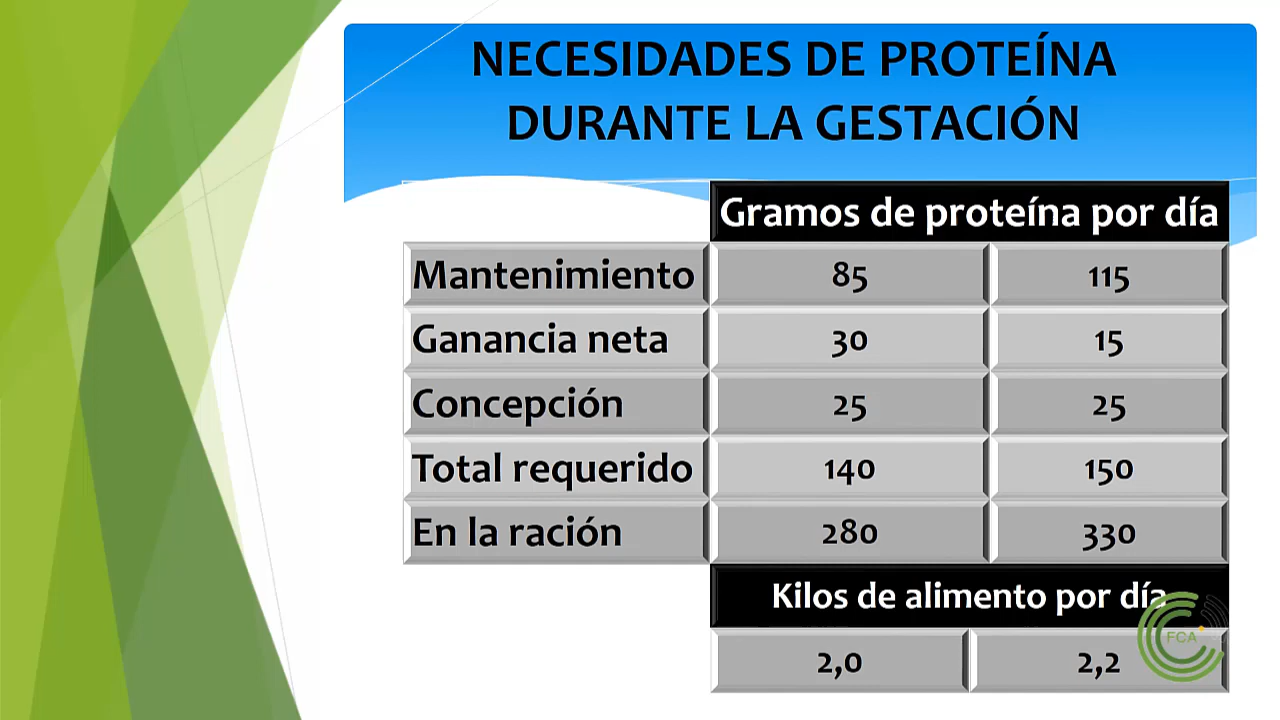 NECESIDADES DE PROTEÍNA
DURANTE LA GESTACIÓN
Gramos de proteína por día
Mantenimiento 85 115
Ganancia neta 30 15
Concepción 25 25
Total requerido 140 150
En la ración 280 330
Kilos de alimento por día
FCA
2,0 2,2